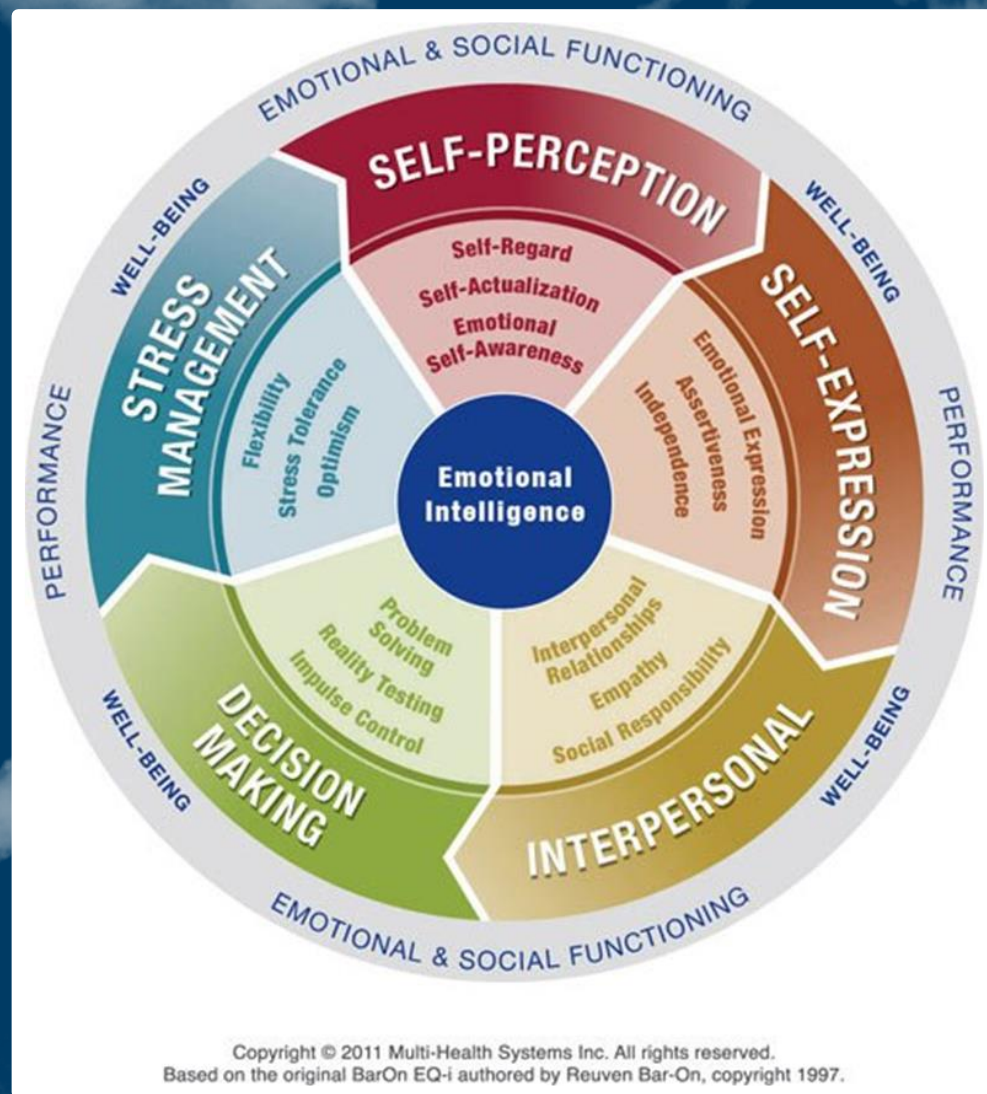 EMOTIONAL & SOCIAL FUNCTIONING
WELL-BEING
WELL-BEING
PERFORMANCE
PERFORMANCE
SELF-PERCEPTION
Self-Regard
Self-Actualization
Emotional
Self-Awareness
SELF-EXPRESSION
Emotional Expression
Assertiveness
Independence
STRESS
MANAGEMENT
Flexibility
Stress Tolerance
Optimism
Emotional
Intelligence
DECISION
MAKING
Problem
Solving
Reality Testing
Impulse Control
INTERPERSONAL
Interpersonal
Relationships
Empathy
Social Responsibility
WELL-BEING
WELL-BEING
EMOTIONAL & SOCIAL FUNCTIONING
Copyright © 2011 Multi-Health Systems Inc. All rights reserved.
Based on the original BarOn EQ-i authored by Reuven Bar-On, copyright 1997.